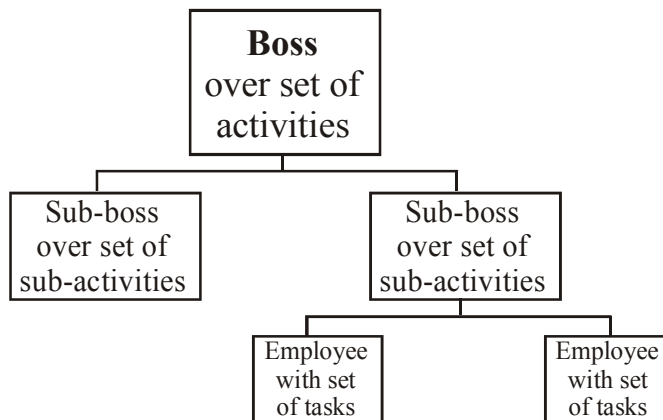 Boss
over set of
activities
Sub-boss
over set of
sub-activities
Sub-boss
over set of
sub-activities
Employee
with set
of tasks
Employee
with set
of tasks